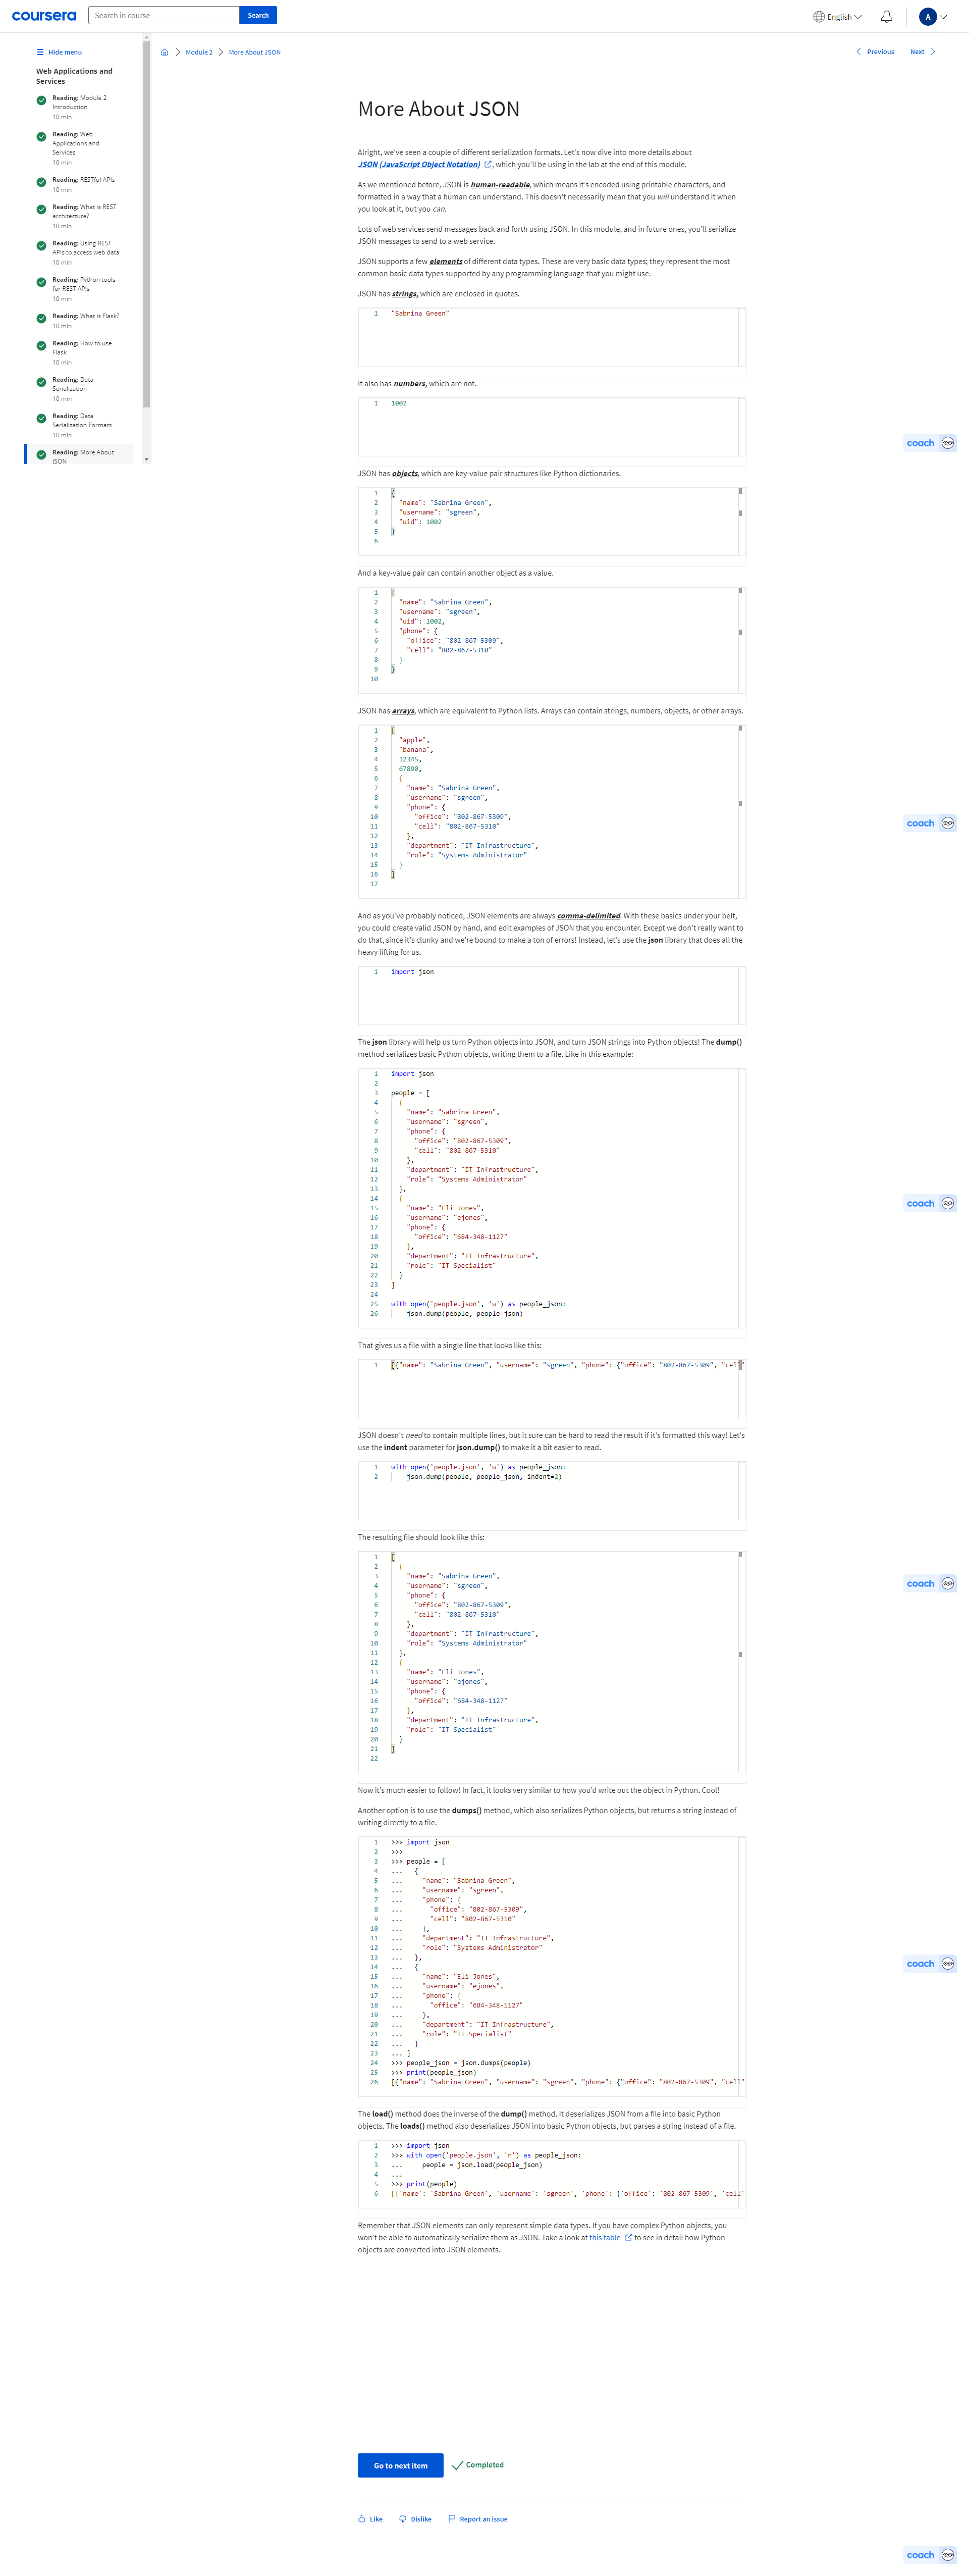 coursera
Search in course
Search
English
A
Hide menu
Web Applications and
Services
Reading: Module 2
Introduction
10 min
Reading: Web
Applications and
Services
10 min
Reading: RESTful APIs
10 min
Reading: What is REST
architecture?
10 min
Reading: Using REST
APIs to access web data
10 min
Reading: Python tools
for REST APIs
10 min
Reading: What is Flask?
10 min
Reading: How to use
Flask
10 min
Reading: Data
Serialization
10 min
Reading: Data
Serialization Formats
10 min
Reading: More About
JSON
Module 2
More About JSON
Previous
Next
More About JSON
Alright, we've seen a couple of different serialization formats. Let's now dive into more details about
JSON (JavaScript Object Notation) , which you'll be using in the lab at the end of this module.
As we mentioned before, JSON is human-readable, which means it's encoded using printable characters, and
formatted in a way that a human can understand. This doesn't necessarily mean that you will understand it when
you look at it, but you can.
Lots of web services send messages back and forth using JSON. In this module, and in future ones, you'll serialize
JSON messages to send to a web service.
JSON supports a few elements of different data types. These are very basic data types; they represent the most
common basic data types supported by any programming language that you might use.
JSON has strings, which are enclosed in quotes.
1 "Sabrina Green"
It also has numbers, which are not.
1 1002
JSON has objects, which are key-value pair structures like Python dictionaries.
1 {
2 "name": "Sabrina Green",
3 "username": "sgreen",
4 "uid": 1002
5 }
6
And a key-value pair can contain another object as a value.
1 {
2 "name": "Sabrina Green",
3 "username": "sgreen",
4 "uid": 1002,
5 "phone": {
6 "office": "802-867-5309",
7 "cell": "802-867-5310"
8 }
9 }
10
JSON has arrays, which are equivalent to Python lists. Arrays can contain strings, numbers, objects, or other arrays.
1 [
2 "apple",
3 "banana",
4 12345,
5 67890,
6 {
7 "name": "Sabrina Green",
8 "username": "sgreen",
9 "phone": {
10 "office": "802-867-5309",
11 "cell": "802-867-5310"
12 },
13 "department": "IT Infrastructure",
14 "role": "Systems Administrator"
15 }
16 ]
17
And as you've probably noticed, JSON elements are always comma-delimited. With these basics under your belt,
you could create valid JSON by hand, and edit examples of JSON that you encounter. Except we don't really want to
do that, since it's clunky and we're bound to make a ton of errors! Instead, let's use the json library that does all the
heavy lifting for us.
1 import json
The json library will help us turn Python objects into JSON, and turn JSON strings into Python objects! The dump()
method serializes basic Python objects, writing them to a file. Like in this example:
1 import json
2
3 people = [
4 {
5 "name": "Sabrina Green",
6 "username": "sgreen",
7 "phone": {
8 "office": "802-867-5309",
9 "cell": "802-867-5310"
10 },
11 "department": "IT Infrastructure",
12 "role": "Systems Administrator"
13 },
14 {
15 "name": "Eli Jones",
16 "username": "ejones",
17 "phone": {
18 "office": "684-348-1127"
19 },
20 "department": "IT Infrastructure",
21 "role": "IT Specialist"
22 }
23 ]
24
25 with open('people.json', 'w') as people_json:
26 json.dump(people, people_json)
That gives us a file with a single line that looks like this:
1 [{"name": "Sabrina Green", "username": "sgreen", "phone": {"office": "802-867-5309", "cell"
JSON doesn't need to contain multiple lines, but it sure can be hard to read the result if it's formatted this way! Let's
use the indent parameter for json.dump() to make it a bit easier to read.
1 with open('people.json', 'w') as people_json:
2 json.dump(people, people_json, indent=2)
The resulting file should look like this:
1 [
2 {
3 "name": "Sabrina Green",
4 "username": "sgreen",
5 "phone": {
6 "office": "802-867-5309",
7 "cell": "802-867-5310"
8 },
9 "department": "IT Infrastructure",
10 "role": "Systems Administrator"
11 },
12 {
13 "name": "Eli Jones",
14 "username": "ejones",
15 "phone": {
16 "office": "684-348-1127"
17 },
18 "department": "IT Infrastructure",
19 "role": "IT Specialist"
20 }
21 ]
22
Now it's much easier to follow! In fact, it looks very similar to how you'd write out the object in Python. Cool!
Another option is to use the dumps() method, which also serializes Python objects, but returns a string instead of
writing directly to a file.
1 >>> import json
2 >>>
3 >>> people = [
4 ... {
5 ... "name": "Sabrina Green",
6 ... "username": "sgreen",
7 ... "phone": {
8 ... "office": "802-867-5309",
9 ... "cell": "802-867-5310"
10 ... },
11 ... "department": "IT Infrastructure",
12 ... "role": "Systems Administrator"
13 ... },
14 ... {
15 ... "name": "Eli Jones",
16 ... "username": "ejones",
17 ... "phone": {
18 ... "office": "684-348-1127"
19 ... },
20 ... "department": "IT Infrastructure",
21 ... "role": "IT Specialist"
22 ... }
23 ... ]
24 >>> people_json = json.dumps(people)
25 >>> print(people_json)
26 [{"name": "Sabrina Green", "username": "sgreen", "phone": {"office": "802-867-5309", "cell"
The load() method does the inverse of the dump() method. It deserializes JSON from a file into basic Python
objects. The loads() method also deserializes JSON into basic Python objects, but parses a string instead of a file.
1 >>> import json
2 >>> with open('people.json', 'r') as people_json:
3 ... people = json.load(people_json)
4 ...
5 >>> print(people)
6 [{'name': 'Sabrina Green', 'username': 'sgreen', 'phone': {'office': '802-867-5309', 'cell'
Remember that JSON elements can only represent simple data types. If you have complex Python objects, you
won't be able to automatically serialize them as JSON. Take a look at this table to see in detail how Python
objects are converted into JSON elements.
Go to next item
Completed
Like
Dislike
Report an issue
coach
coach
coach
coach
coach
coach